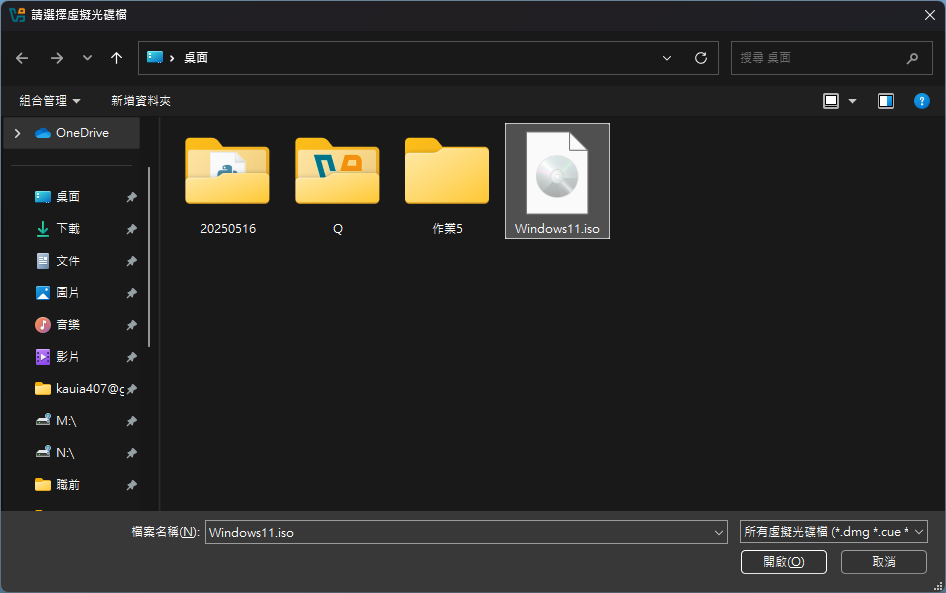 請選擇虛擬光碟檔
桌面
搜尋 桌面
組合管理
新增資料夾
OneDrive
桌面
下載
文件
圖片
音樂
影片
kauia407@g
M:\
N:\
職前
20250516
Q
作業5
Windows11.iso
檔案名稱(N):
Windows11.iso
所有虛擬光碟檔 (*.dmg *.cue *
開啟(O)
取消